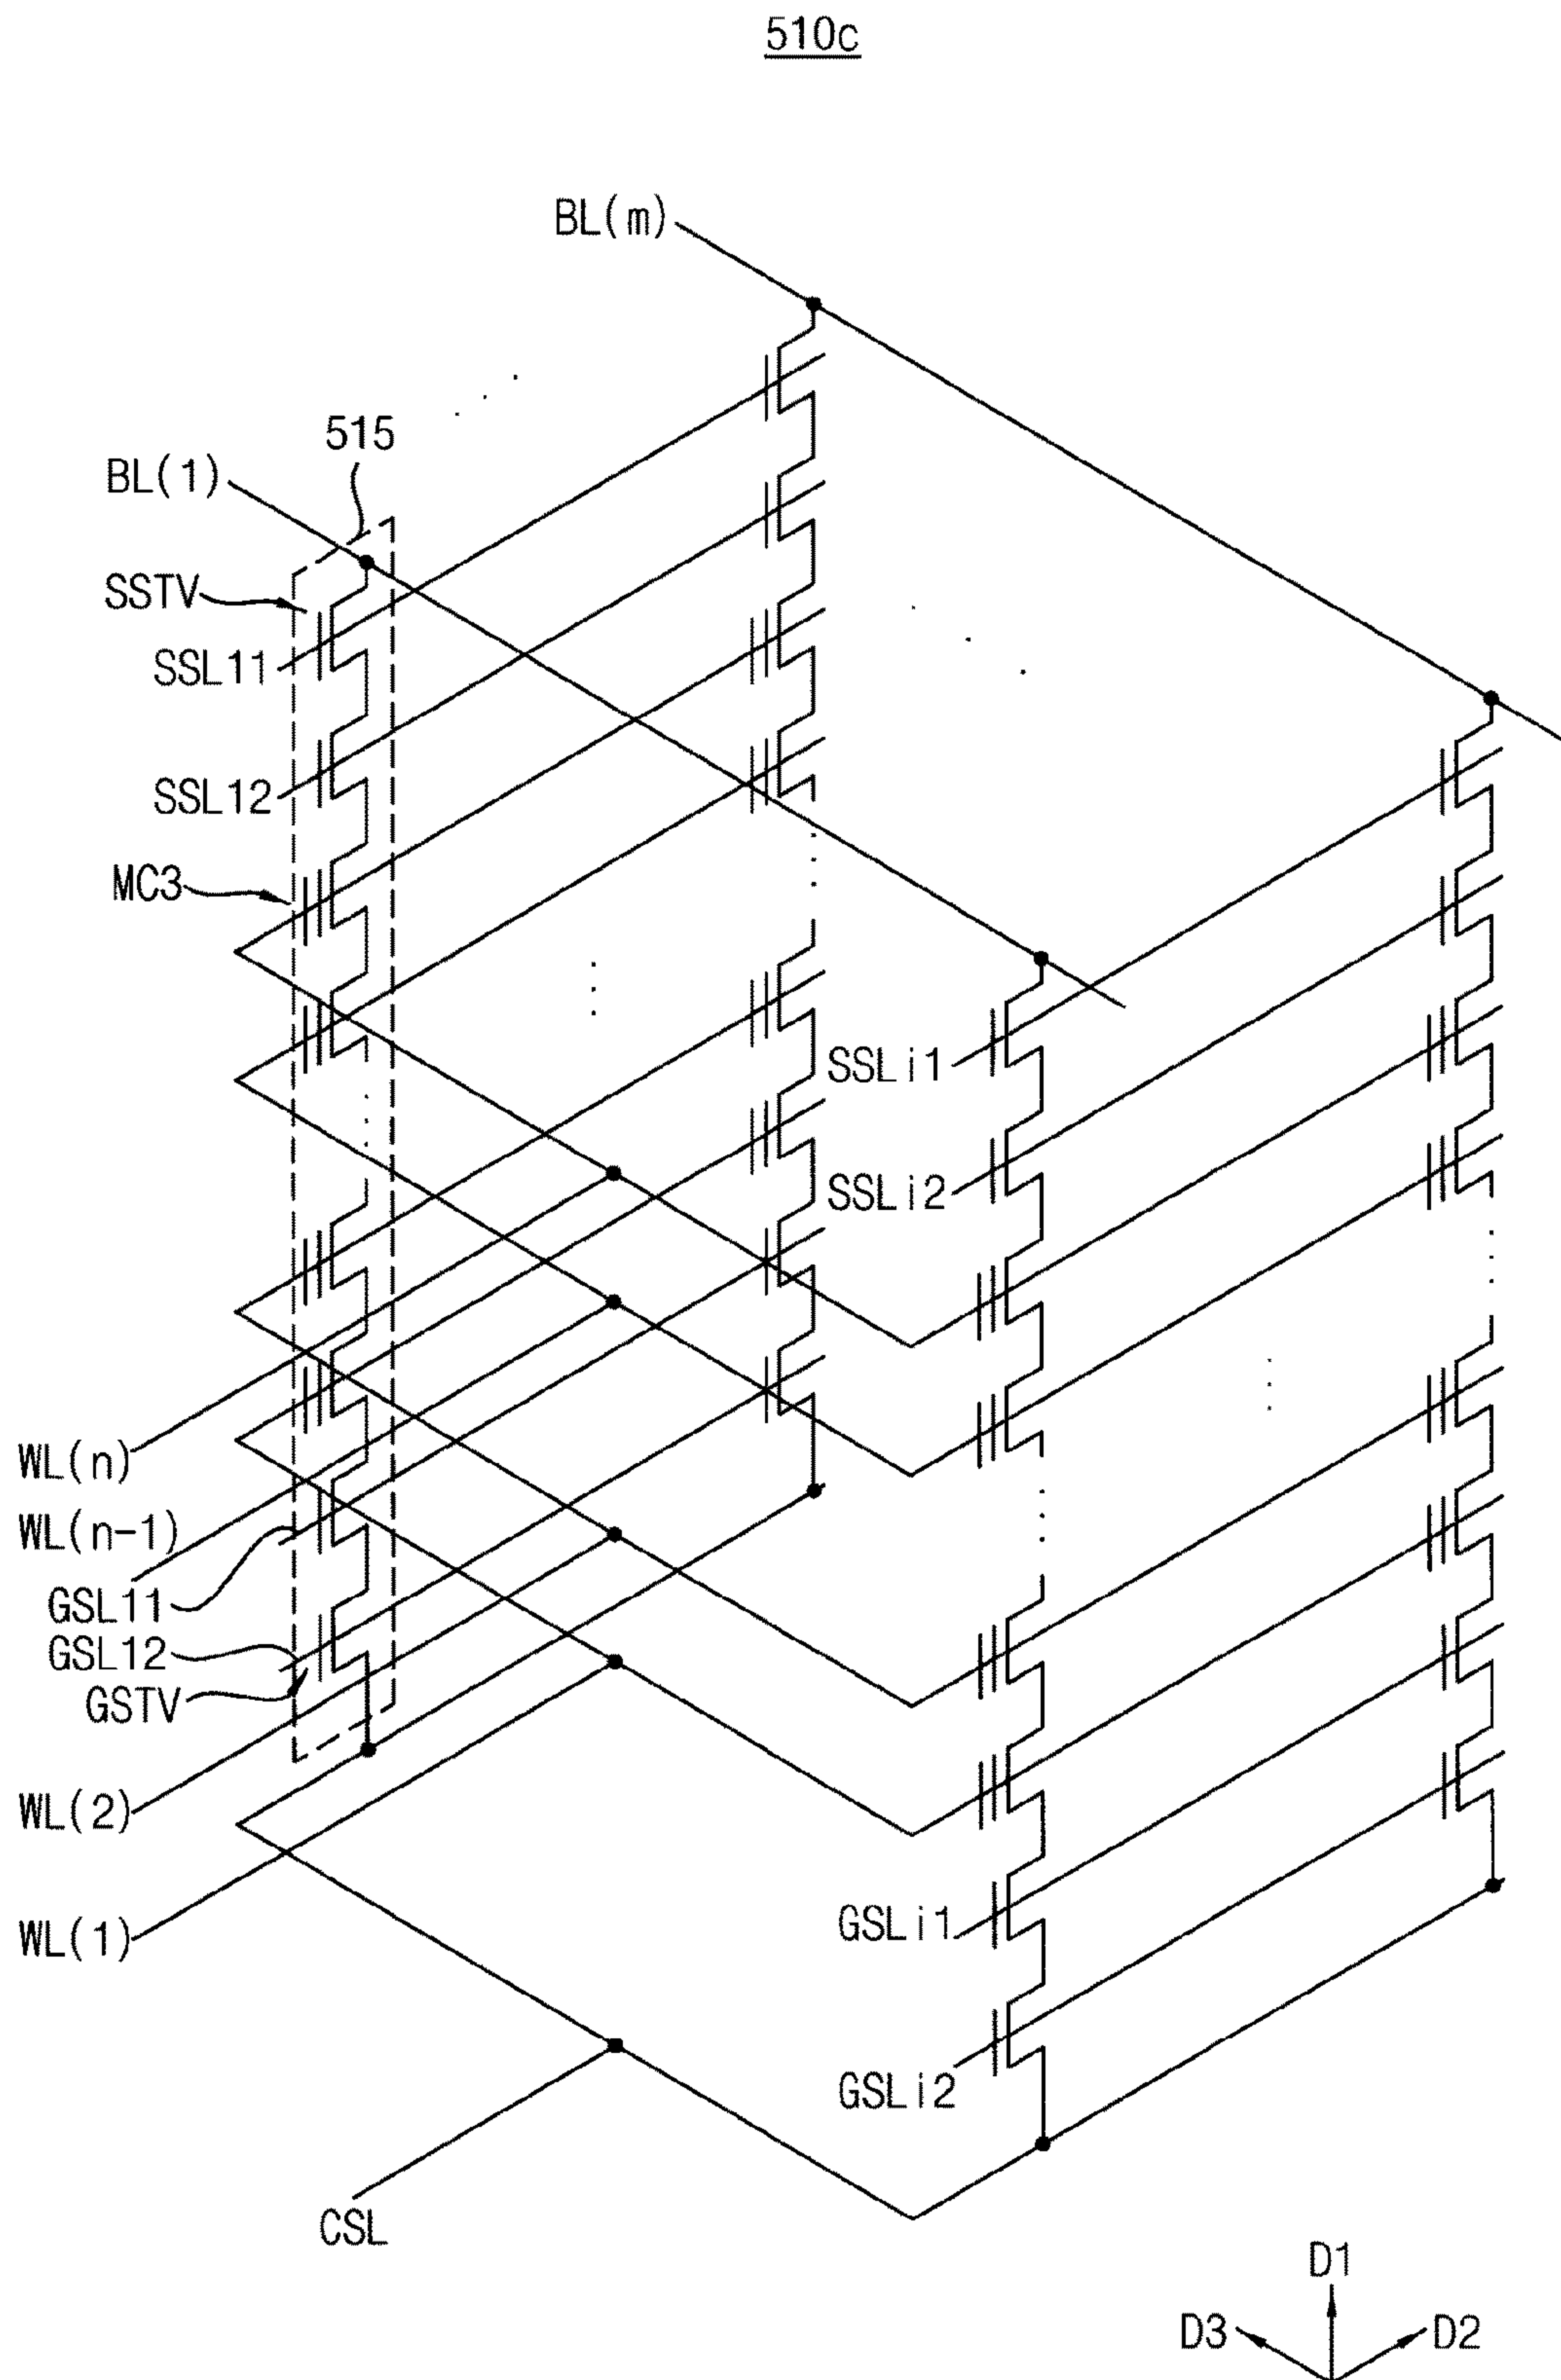 510c
BL(m)
515
BL(1)
SSTV
SSL11
SSL12
MC3
SSLi1
SSLi2
WL(n)
WL(n-1)
GSL11
GSL12
GSTV
WL(2)
WL(1)
GSLi1
GSLi2
CSL
D1
D3
D2